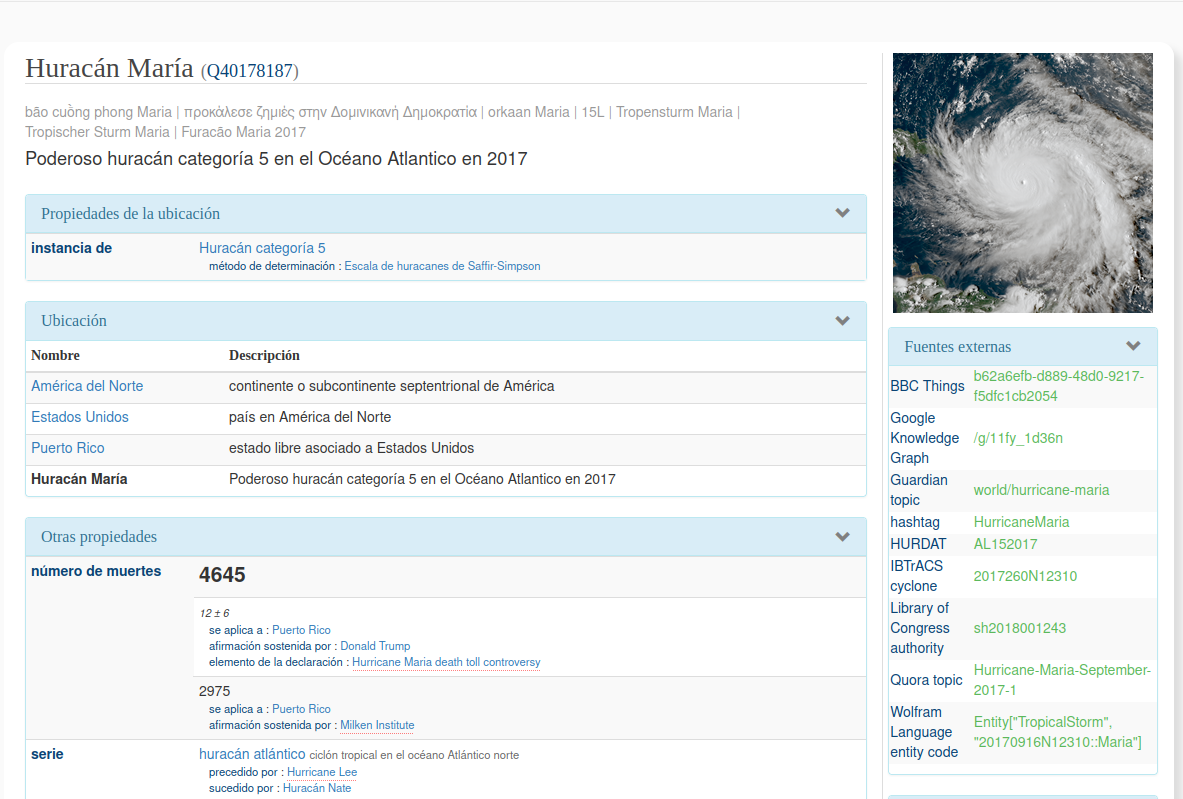 Huracán María (Q40178187)
bão cuồng phong Maria | προκάλεσε ζημιές στην Δομινικανή Δημοκρατία | orkaan Maria | 15L | Tropensturm Maria |
Tropischer Sturm Maria | Furacão Maria 2017
Poderoso huracán categoría 5 en el Océano Atlantico en 2017
Propiedades de la ubicación
instancia de Huracán categoría 5
método de determinación : Escala de huracanes de Saffir-Simpson
Ubicación
Nombre Descripción
América del Norte continente o subcontinente septentrional de América
Estados Unidos país en América del Norte
Puerto Rico estado libre asociado a Estados Unidos
Huracán María Poderoso huracán categoría 5 en el Océano Atlantico en 2017
Otras propiedades
número de muertes 4645
12 ± 6
se aplica a : Puerto Rico
afirmación sostenida por : Donald Trump
elemento de la declaración : Hurricane Maria death toll controversy
2975
se aplica a : Puerto Rico
afirmación sostenida por : Milken Institute
serie huracán atlántico ciclón tropical en el océano Atlántico norte
precedido por : Hurricane Lee
sucedido por : Huracán Nate
Fuentes externas
BBC Things b62a6efb-d889-48d0-9217-
f5dfc1cb2054
Google
Knowledge /g/11fy_1d36n
Graph
Guardian
topic world/hurricane-maria
hashtag HurricaneMaria
HURDAT AL152017
IBTrACS
cyclone 2017260N12310
Library of
Congress sh2018001243
authority
Quora topic Hurricane-Maria-September-
2017-1
Wolfram
Language Entity["TropicalStorm",
entity code "20170916N12310::Maria"]